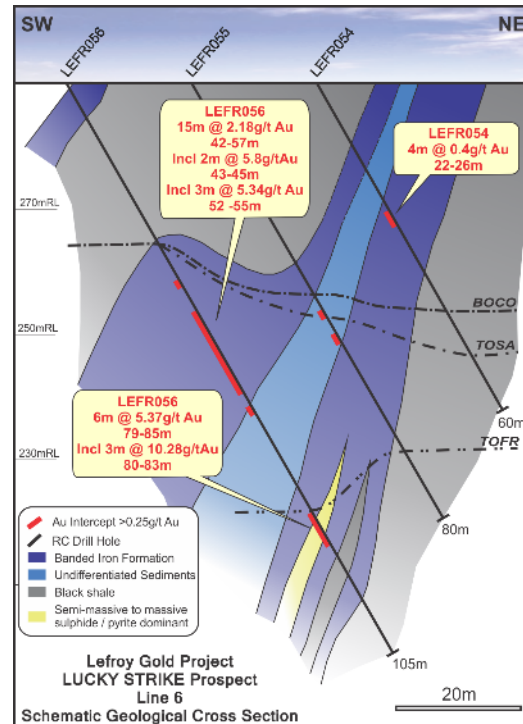 SW
NE
LEFR056
LEFR055
LEFR054
LEFR056
15m @ 2.18g/t Au
42-57m
Incl 2m @ 5.8g/tAu
43-45m
Incl 3m @ 5.34g/t Au
52 -55m
LEFR054
4m @ 0.4g/t Au
22-26m
270mRL
BOCO
250mRL
TOSA
LEFR056
6m @ 5.37g/t Au
79-85m
Incl 3m @ 10.28g/tAu
80-83m
60m
230mRL
TOFR
80m
Au Intercept >0.25g/t Au
RC Drill Hole
Banded Iron Formation
Undifferentiated Sediments
Black shale
Semi-massive to massive
sulphide / pyrite dominant
105m
Lefroy Gold Project
LUCKY STRIKE Prospect
Line 6
Schematic Geological Cross Section
20m